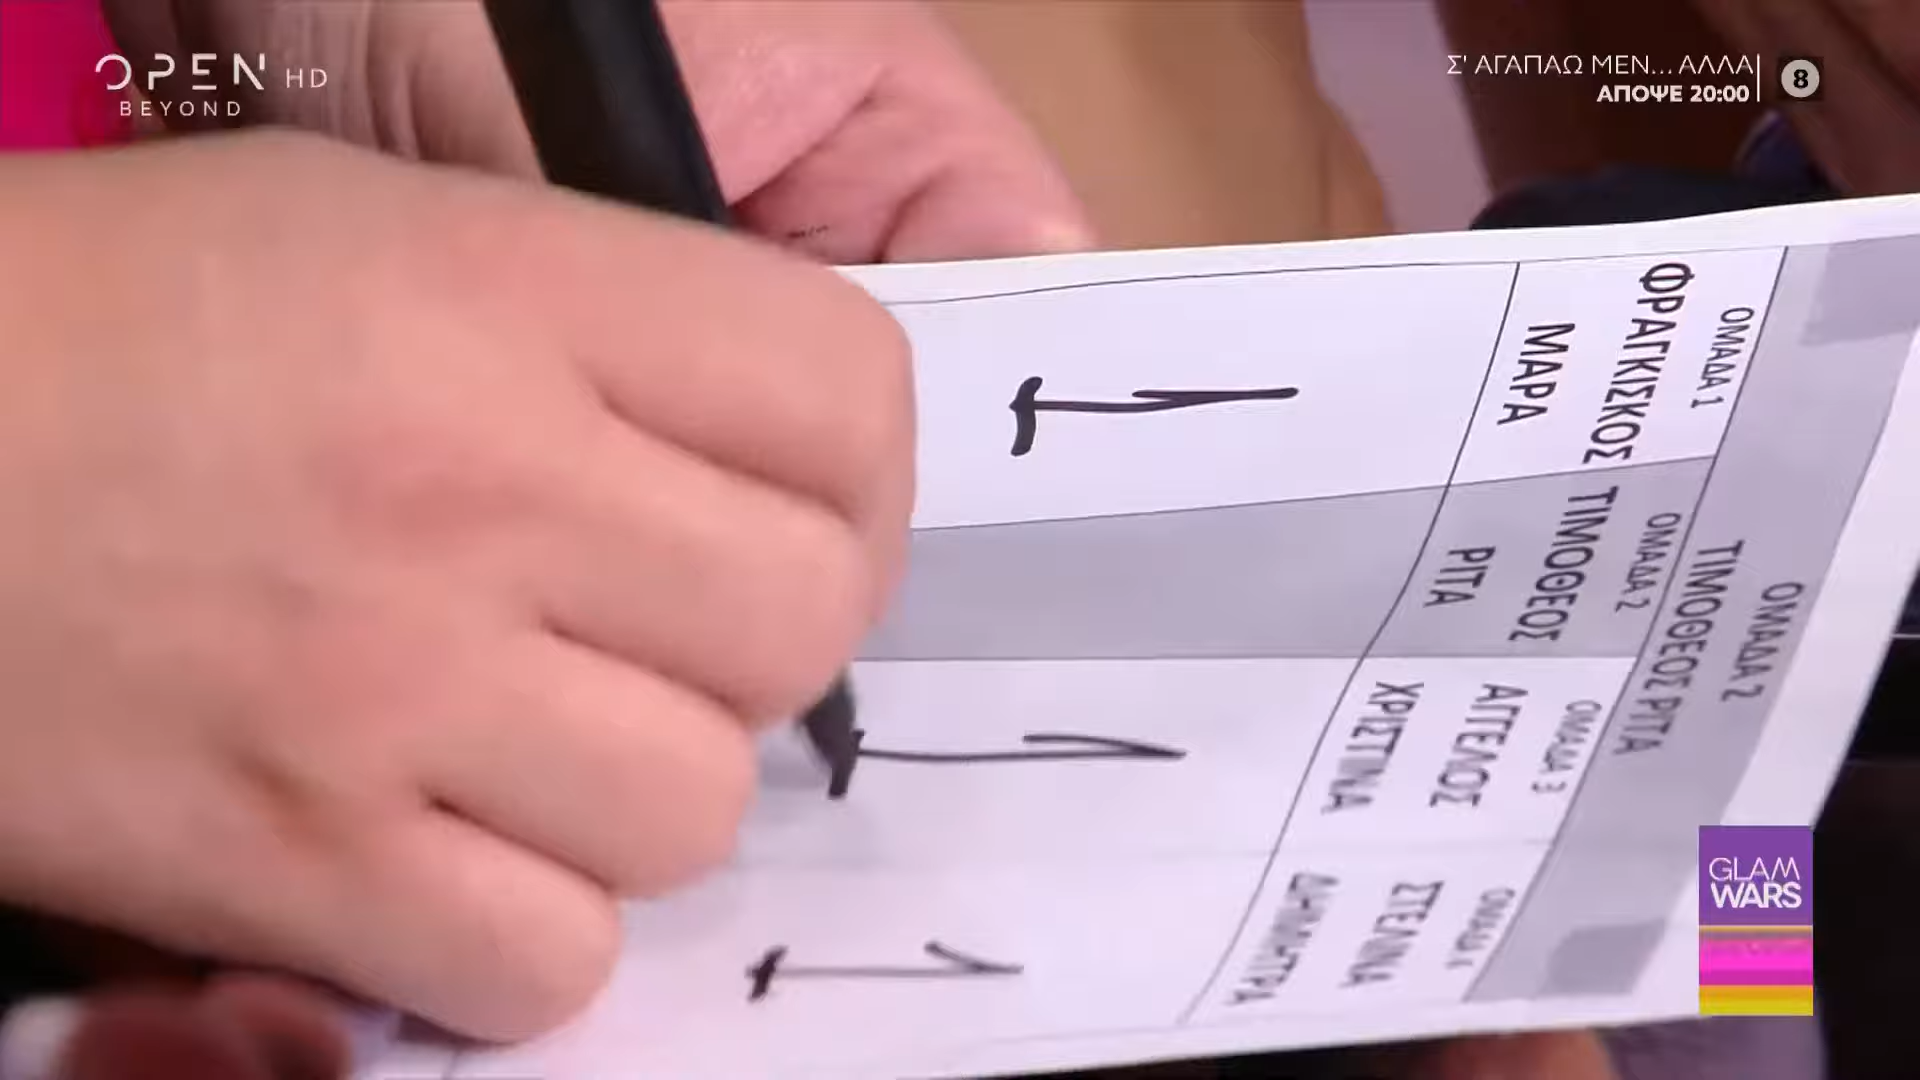 OPEN HD
BEYOND
Σ' ΑΓΑΠΑΩ ΜΕΝ... ΑΛΛΑ
ΑΠΟΨΕ 20:00
8
ΟΜΑΔΑ 2
ΤΙΜΟΘΕΟΣ ΡΙΤΑ
ΟΜΑΔΑ 1
ΦΡΑΓΚΙΣΚΟΣ
ΜΑΡΑ
1
ΟΜΑΔΑ 2
ΤΙΜΟΘΕΟΣ
ΡΙΤΑ
ΟΜΑΔΑ 3
ΑΓΓΕΛΟΣ
ΧΡΙΣΤΙΝΑ
1
ΟΜΑΔΑ 4
ΣΤΕΛΙΝΑ
ΔΗΜΗΤΡΑ
1
GLAM
WARS